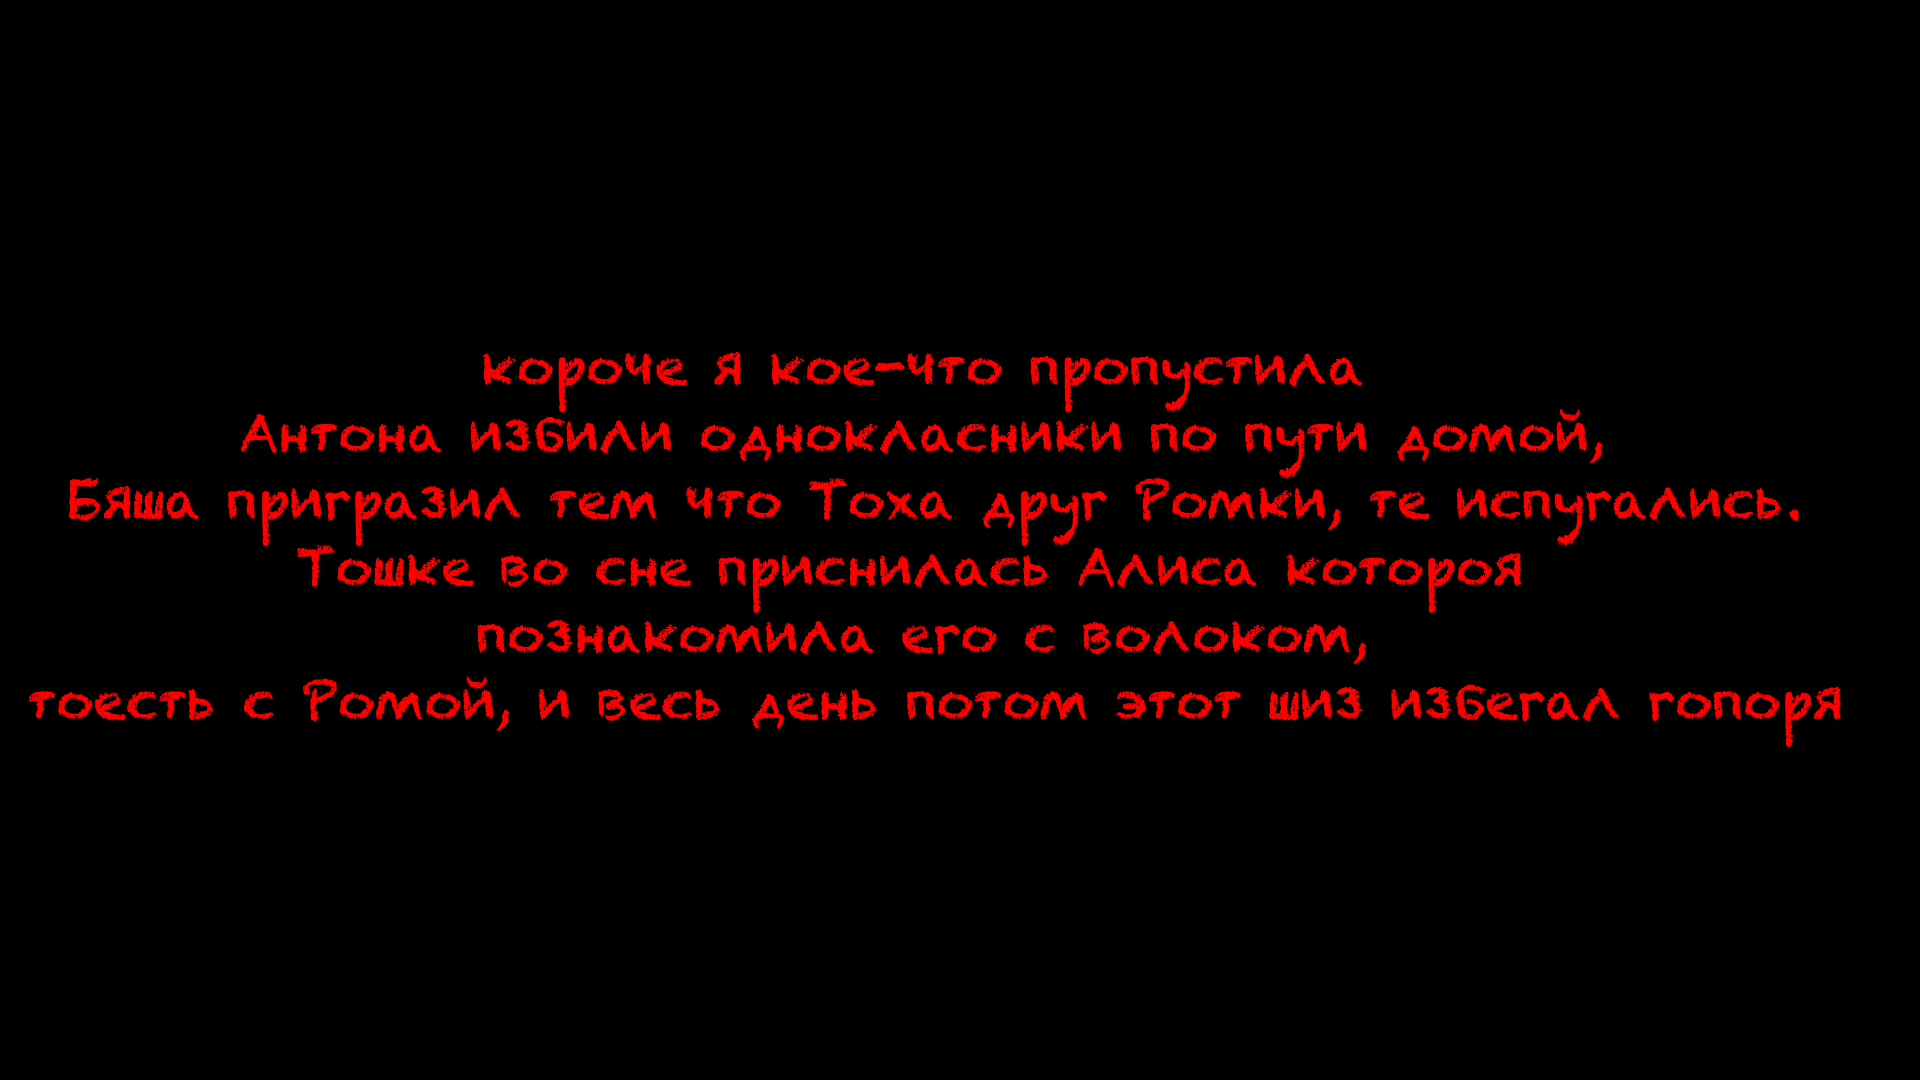 короче я кое-что пропустила
Антона избили однокласники по пути домой,
Бяша приграззил тем что Тоха друг Ромки, те испугались.
Тошке во сне приснилась Алиса котороя
познакомила его с волоком,
тоесть с Ромой, и весь день потом этот шиз избегал гопоря